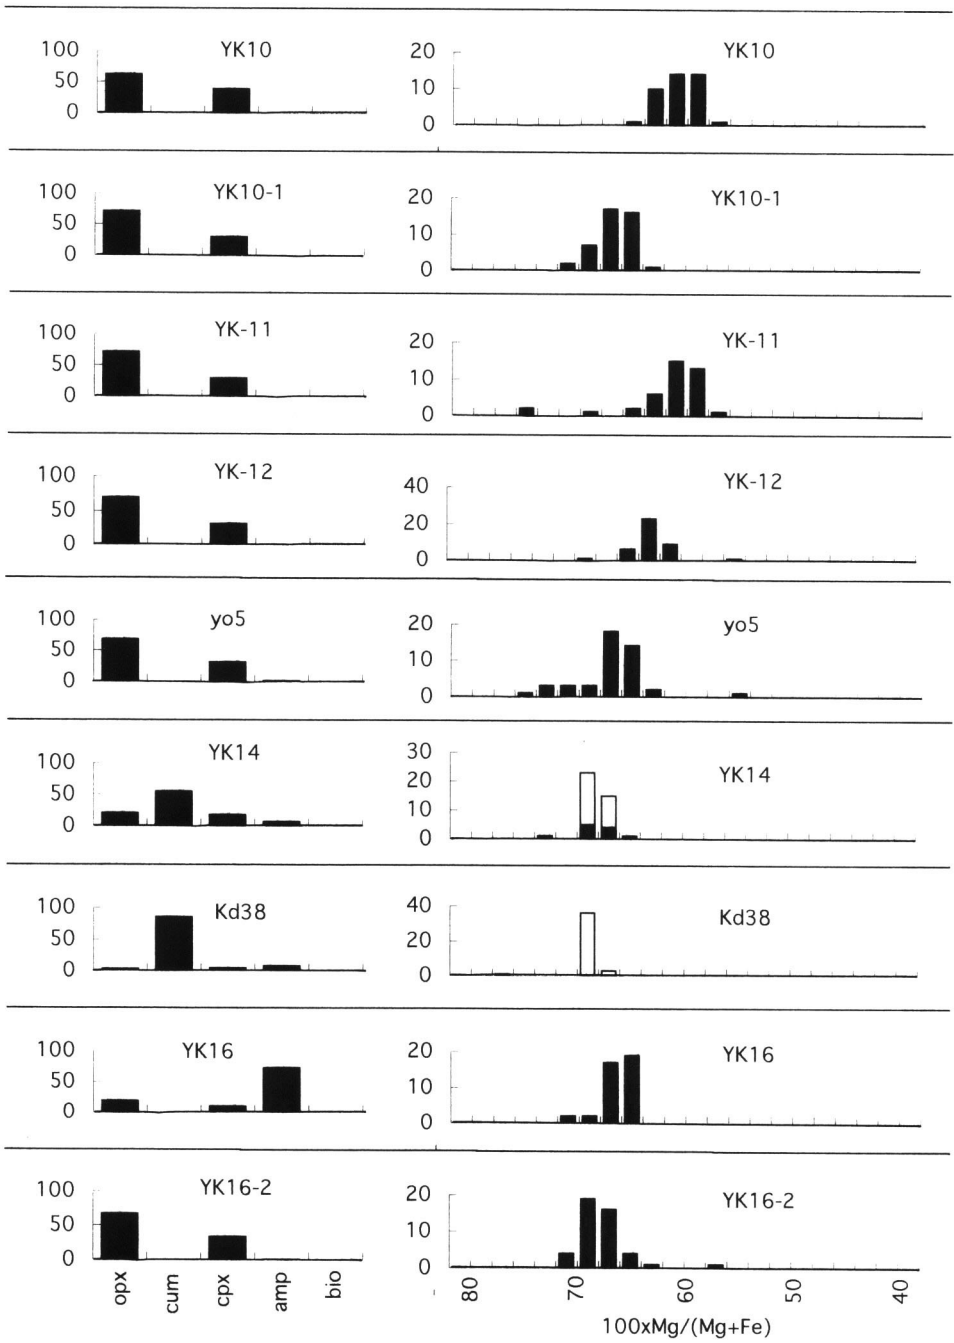 YK10 YK10
100 50 0 20 10 0
YK10-1 YK10-1
100 50 0 20 10 0
YK-11 YK-11
100 50 0 20 10 0
YK-12 YK-12
100 50 0 40 20 0
yo5 yo5
100 50 0 20 10 0
YK14 YK14
100 50 0 30 20 10 0
Kd38 Kd38
100 50 0 40 20 0
YK16 YK16
100 50 0 20 10 0
YK16-2 YK16-2
100 50 0 20 10 0
opx cum cpx amp bio 80 70 60 50 40
100xMg/(Mg+Fe)